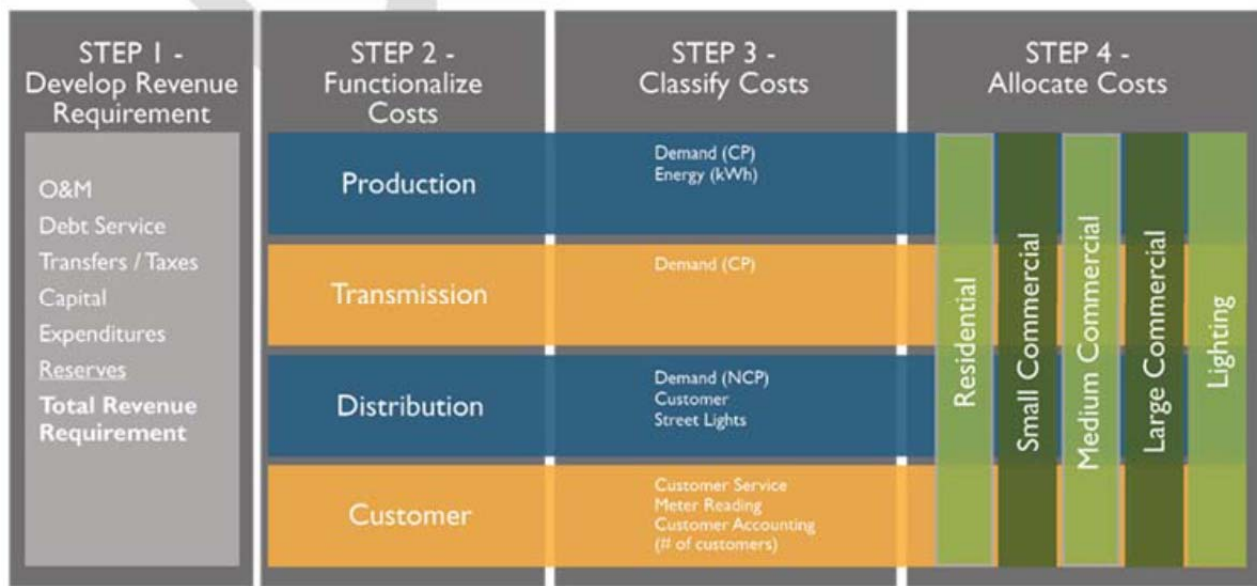 STEP 1 -
Develop Revenue
Requirement
O&M
Debt Service
Transfers / Taxes
Capital
Expenditures
Reserves
Total Revenue
Requirement
STEP 2 -
Functionalize
Costs
Production
Transmission
Distribution
Customer
STEP 3 -
Classify Costs
Demand (CP)
Energy (kWh)
Demand (CP)
Demand (NCP)
Customer
Street Lights
Customer Service
Meter Reading
Customer Accounting
(# of customers)
STEP 4 -
Allocate Costs
Residential
Small Commercial
Medium Commercial
Large Commercial
Lighting